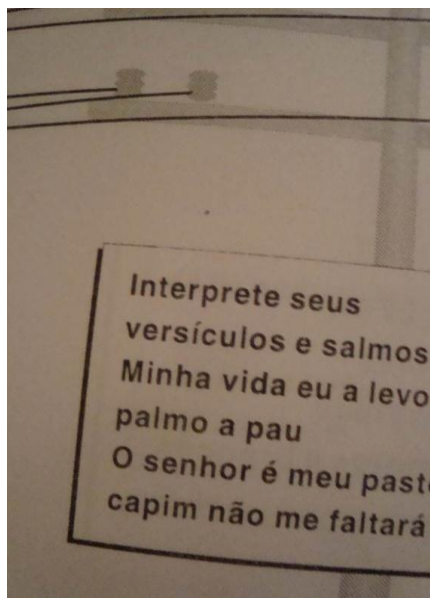 Interprete seus
versículos e salmos
Minha vida eu a levo
palmo a pau
O senhor é meu
capim não me faltará